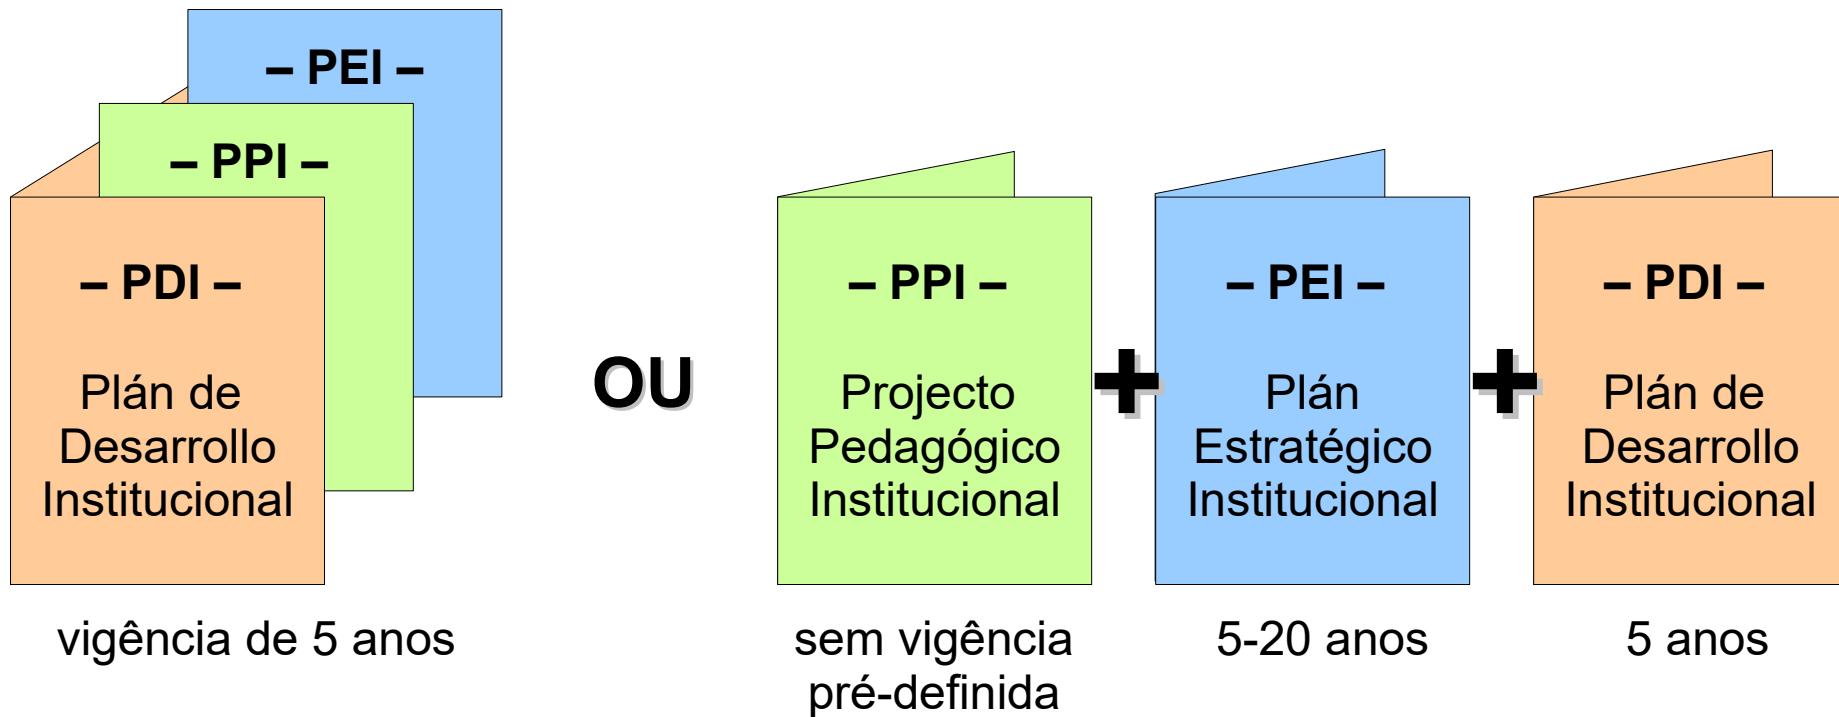 – PEI –
– PPI –
– PDI –
Plán de
Desarrollo
Institucional
vigência de 5 anos
OU
– PPI –
Projecto
Pedagógico
Institucional
sem vigência
pré-definida
+
– PEI –
Plán
Estratégico
Institucional
5-20 anos
+
– PDI –
Plán de
Desarrollo
Institucional
5 anos